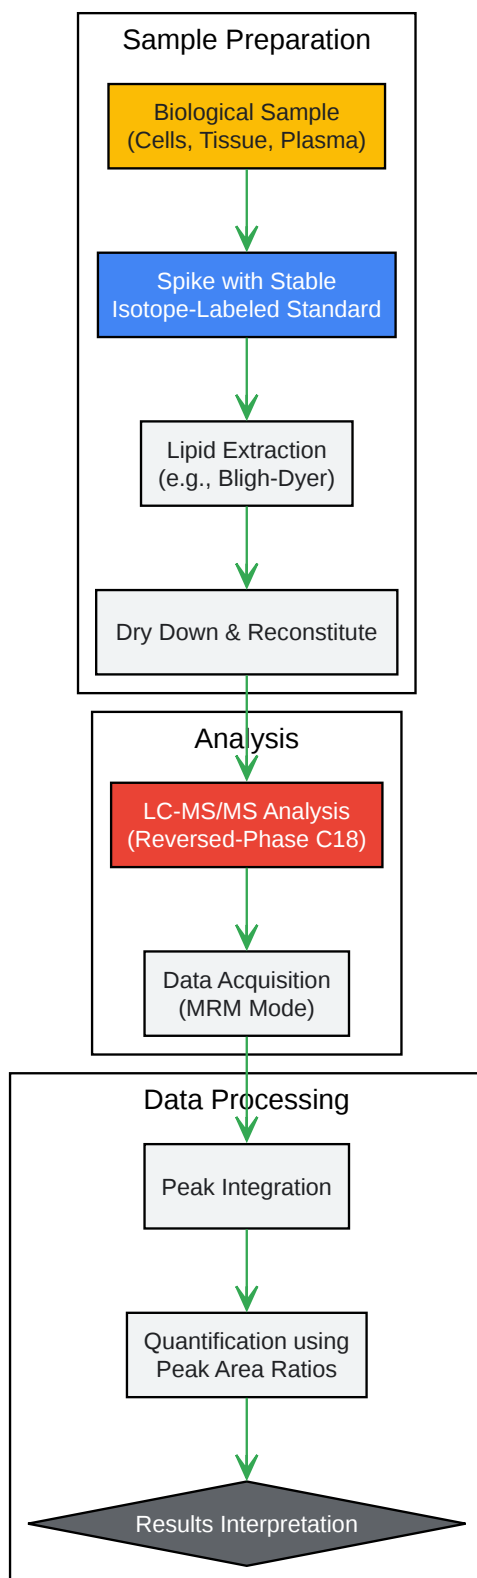 Sample Preparation
Biological Sample
(Cells, Tissue, Plasma)
Spike with Stable
Isotope-Labeled Standard
Lipid Extraction
(e.g., Bligh-Dyer)
Dry Down & Reconstitute
Analysis
LC-MS/MS Analysis
(Reversed-Phase C18)
Data Acquisition
(MRM Mode)
Data Processing
Peak Integration
Quantification using
Peak Area Ratios
Results Interpretation